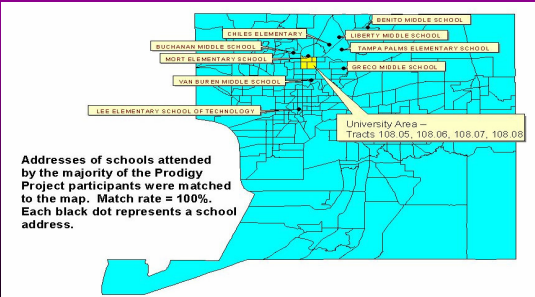 BENITO MIDDLE SCHOOL
CHILES ELEMENTARY
LIBERTY MIDDLE SCHOOL
BUCHANAN MIDDLE SCHOOL
TAMPA PALMS ELEMENTARY SCHOOL
MORT ELEMENTARY SCHOOL
GRECO MIDDLE SCHOOL
VAN BUREN MIDDLE SCHOOL
LEE ELEMENTARY SCHOOL OF TECHNOLOGY
University Area –
Tracts 108.05, 108.06, 108.07, 108.08
Addresses of schools attended
by the majority of the Prodigy
Project participants were matched
to the map. Match rate = 100%.
Each black dot represents a school
address.